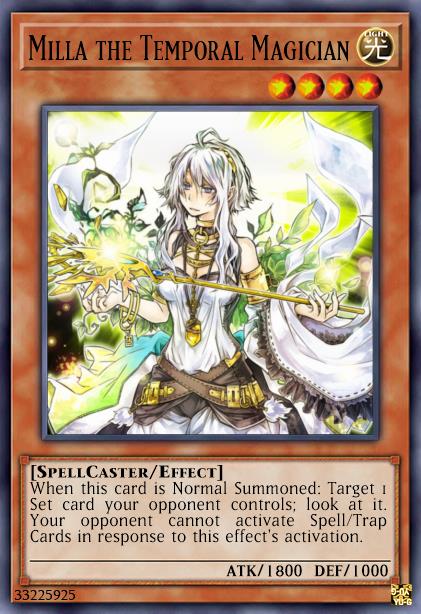 Milla the Temporal Magician
LIGHT
光
[SpellCaster/Effect]
When this card is Normal Summoned: Target 1
Set card your opponent controls; look at it.
Your opponent cannot activate Spell/Trap
Cards in response to this effect's activation.
ATK/1800 DEF/1000
33225925